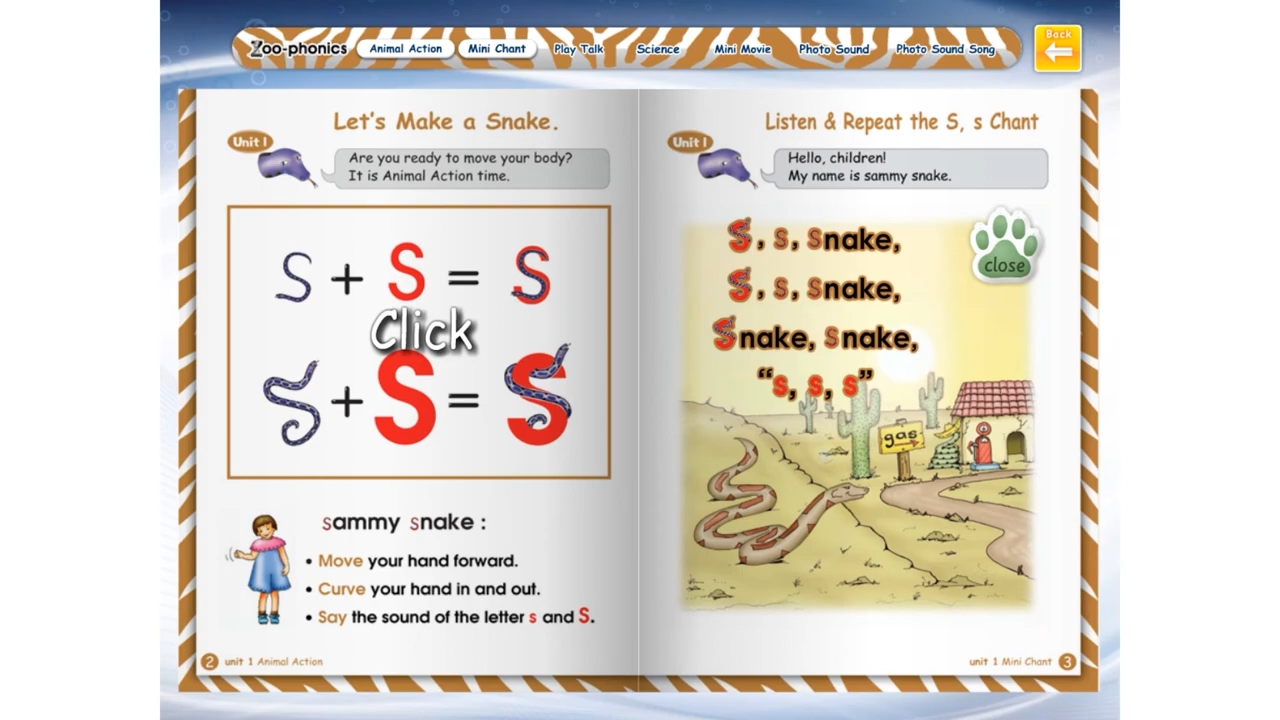 Zoo-phonics Animal Action Mini Chant Play Talk Science Mini Movie Photo Sound Photo Sound Song
Back
Let's Make a Snake.
Unit 1
Are you ready to move your body?
It is Animal Action time.
S + S = S
Click
S + S = S
sammy snake :
• Move your hand forward.
• Curve your hand in and out.
• Say the sound of the letter s and S.
2 unit 1 Animal Action
Listen & Repeat the S, s Chant
Unit 1
Hello, children!
My name is sammy snake.
S, s, snake,
S, s, snake,
Snake, snake,
“s, s, s”
close
gas
unit 1 Mini Chant 3